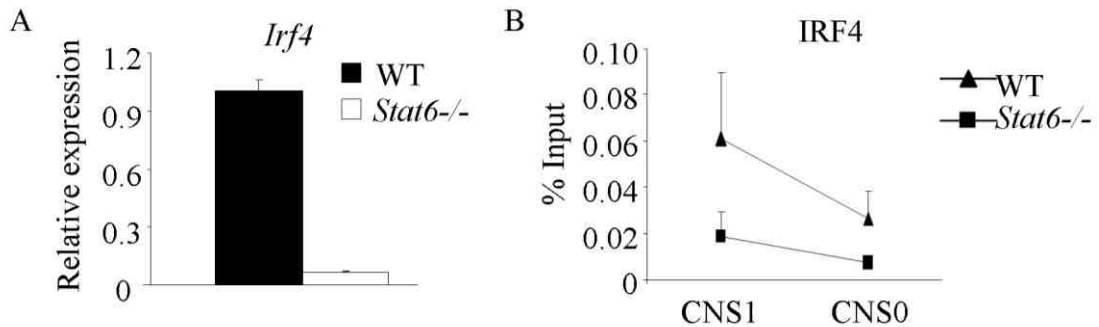 A
Irf4
Relative expression
1.2
0.9
0.6
0.3
0
WT
Stat6-/-
B
IRF4
% Input
0.10
0.08
0.06
0.04
0.02
0
CNS1
CNS0
WT
Stat6-/-